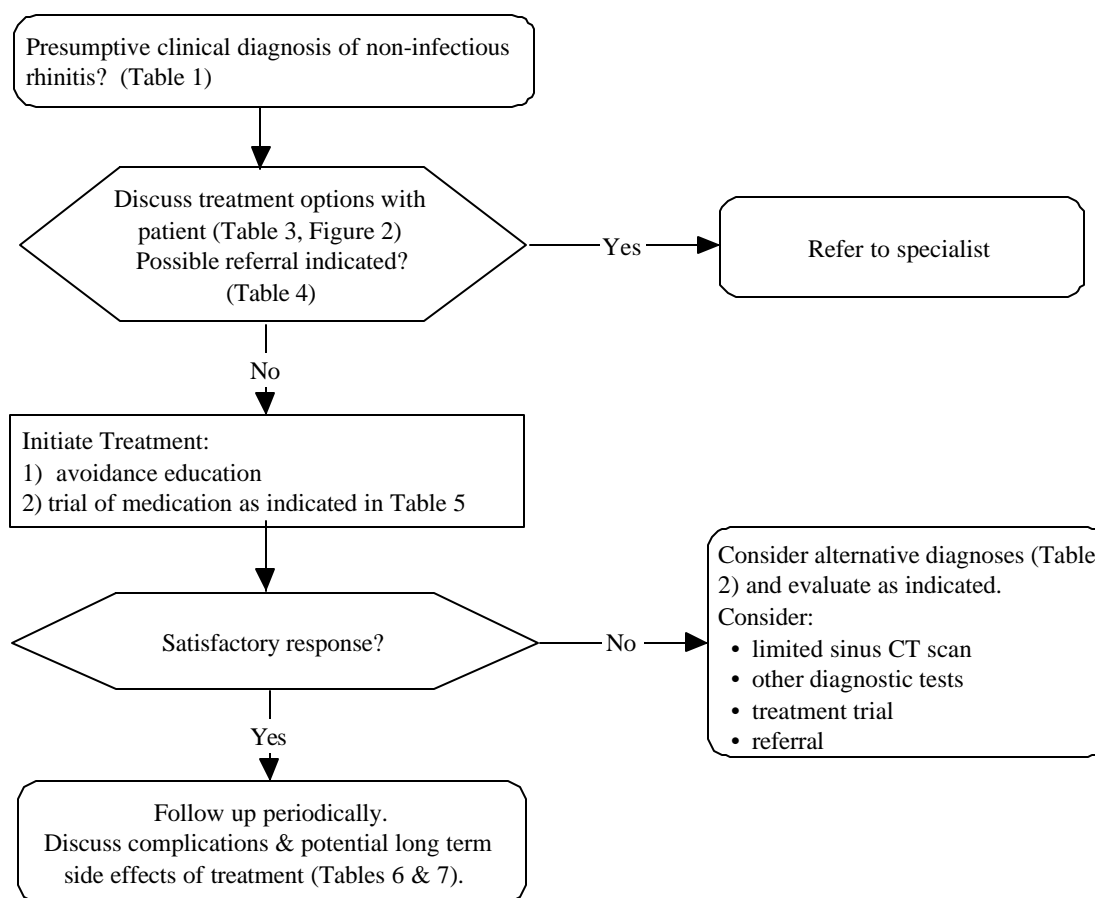 Presumptive clinical diagnosis of non-infectious
rhinitis?  (Table 1)
Discuss treatment options with
patient (Table 3, Figure 2)
Possible referral indicated?
(Table 4)
Yes
Refer to specialist
No
Initiate Treatment:
1)  avoidance education
2) trial of medication as indicated in Table 5
Satisfactory response?
No
Consider alternative diagnoses (Table
2) and evaluate as indicated.
Consider:
• limited sinus CT scan
• other diagnostic tests
• treatment trial
• referral
Yes
Follow up periodically.
Discuss complications & potential long term
side effects of treatment (Tables 6 & 7).